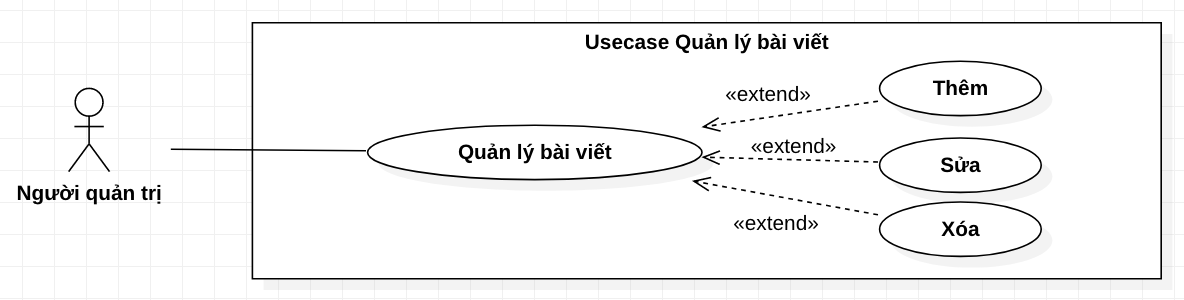 Usecase Quản lý bài viết
Người quản trị
Quản lý bài viết
«extend»
Thêm
«extend»
Sửa
«extend»
Xóa